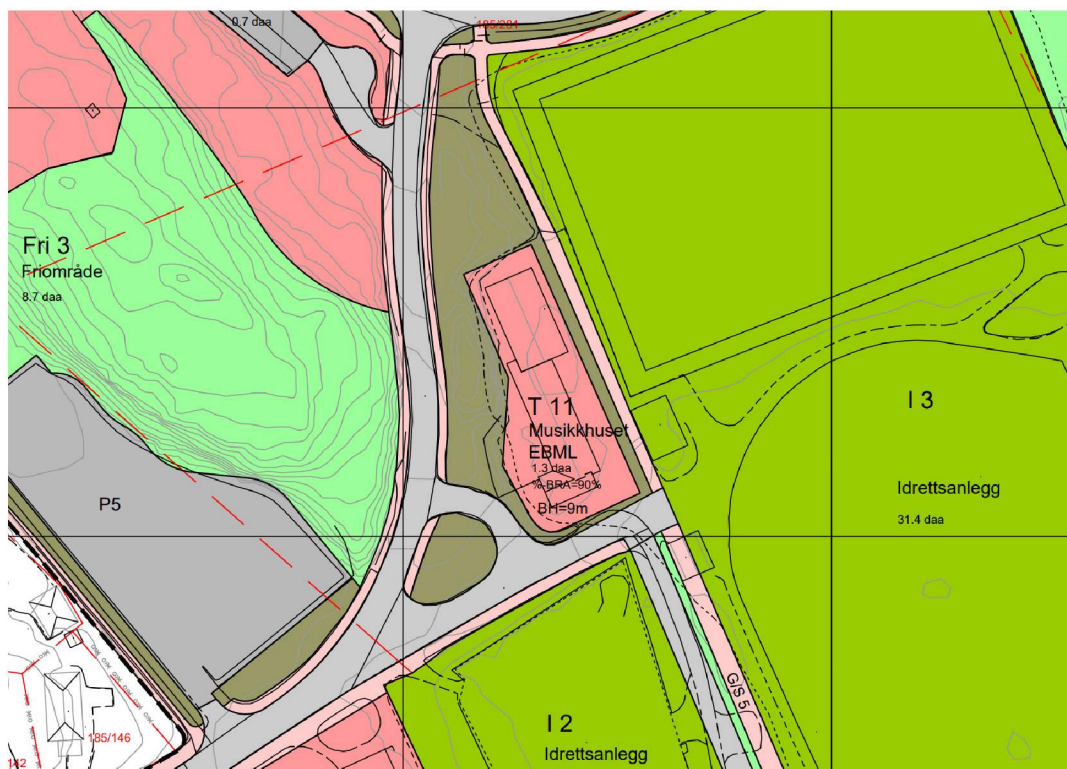 0.7 daa
185/281
Fri 3
Friområde
8.7 daa
T 11
Musikkhuset
EBML
1.3 daa
%-BRA=90%
BH=9m
I 3
Idrettsanlegg
31.4 daa
P5
G/S 5
I 2
Idrettsanlegg
185/146
142